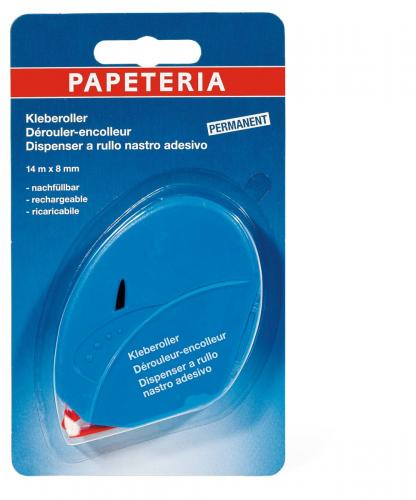 PAPETERIA
Kleberoller
Dérouler-encolleur
Dispenser a rullo nastro adesivo
PERMANENT
14 m x 8 mm
- nachfüllbar
- rechargeable
- ricaricabile
Kleberoller
Dérouleur-encolleur
Dispenser a rullo
nastro adesivo